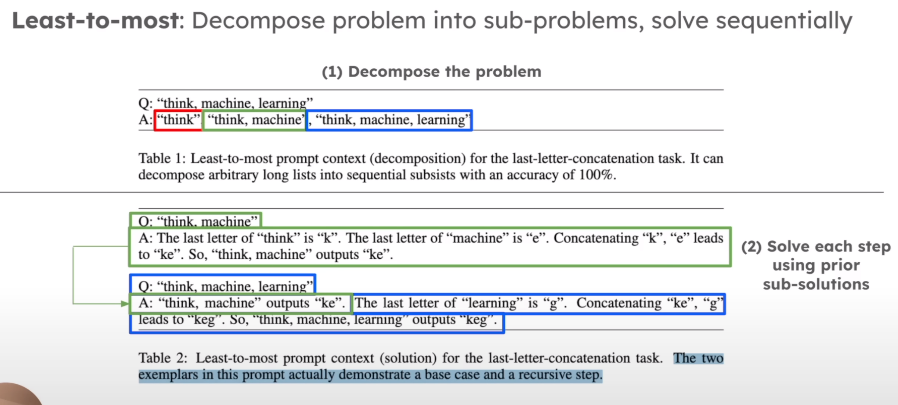 Least-to-most: Decompose problem into sub-problems, solve sequentially
(1) Decompose the problem
Q: “think, machine, learning”
A: “think”, “think, machine”, “think, machine, learning”
Table 1: Least-to-most prompt context (decomposition) for the last-letter-concatenation task. It can
decompose arbitrary long lists into sequential subsists with an accuracy of 100%.
Q: “think, machine”
A: The last letter of “think” is “k”. The last letter of “machine” is “e”. Concatenating “k”, “e” leads
to “ke”. So, “think, machine” outputs “ke”.
(2) Solve each step
using prior
sub-solutions
Q: “think, machine, learning”
A: “think, machine” outputs “ke”. The last letter of “learning” is “g”. Concatenating “ke”, “g”
leads to “keg”. So, “think, machine, learning” outputs “keg”.
Table 2: Least-to-most prompt context (solution) for the last-letter-concatenation task. The two
exemplars in this prompt actually demonstrate a base case and a recursive step.